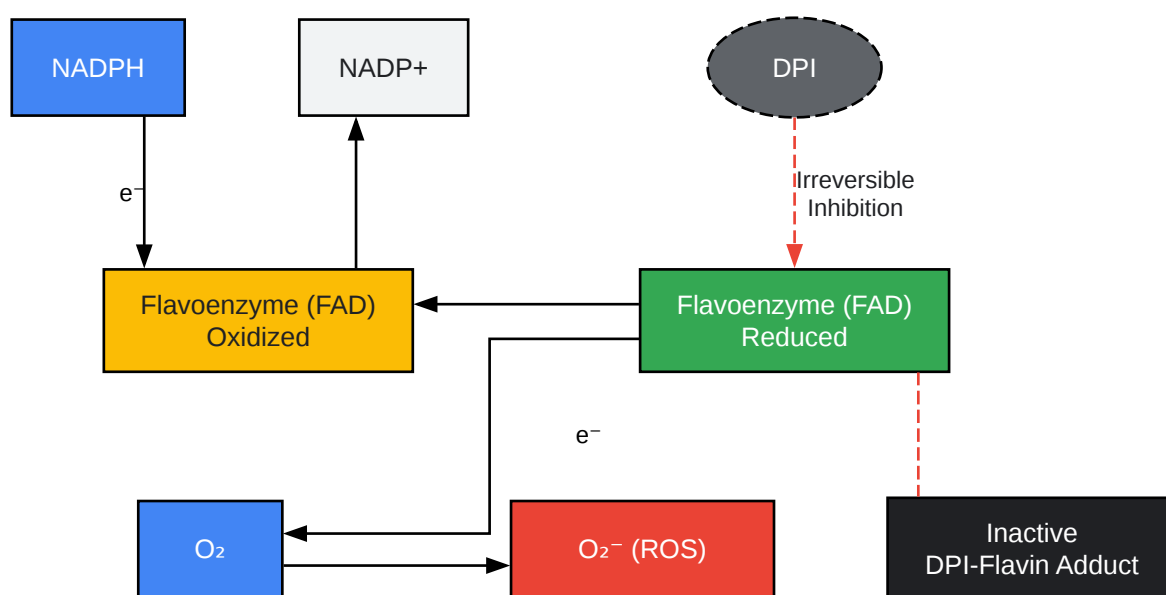 NADPH
NADP+
DPI
e⁻
Irreversible
Inhibition
Flavoenzyme (FAD)
Oxidized
Flavoenzyme (FAD)
Reduced
e⁻
O₂
O₂⁻ (ROS)
Inactive
DPI-Flavin Adduct